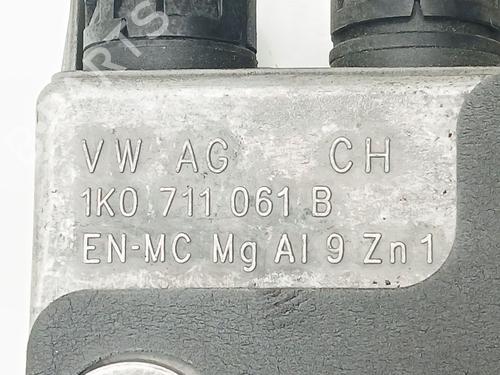 VW AG CH
1K0 711 061 B
EN-MC Mg Al 9 Zn 1